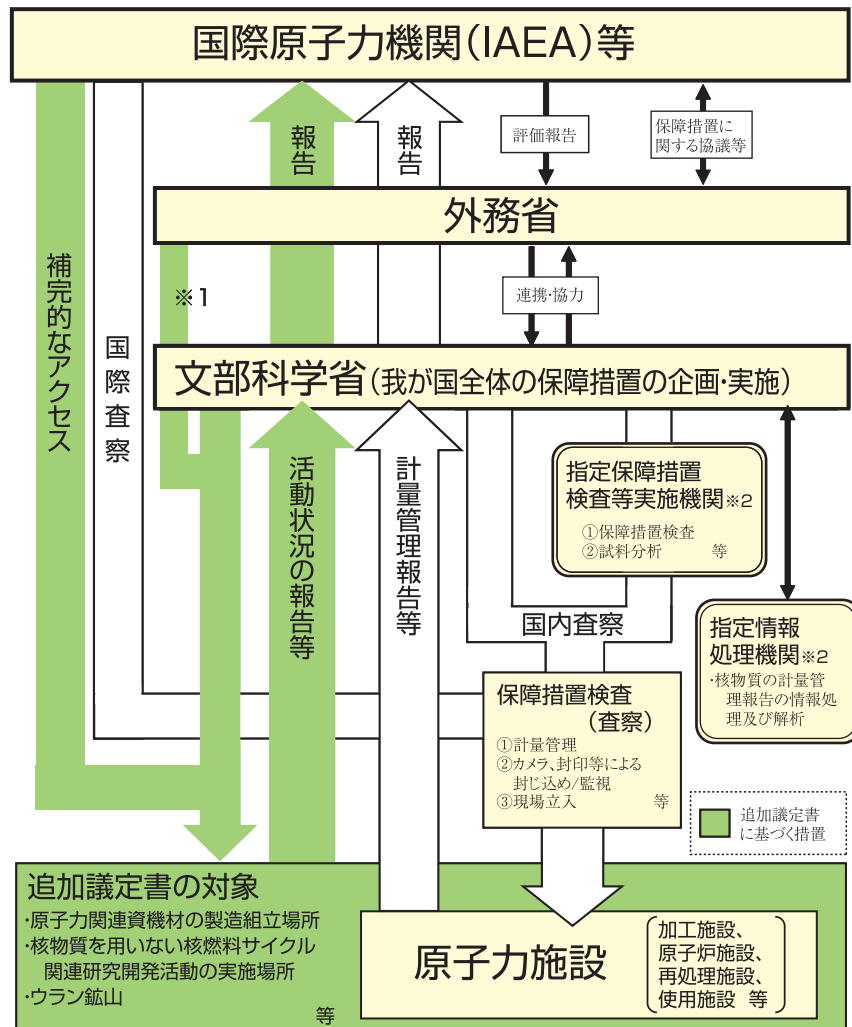 国際原子力機関(IAEA)等
報告
報告
評価報告
保障措置に
関する協議等
外務省
補完的なアクセス
国際査察
※1
連携・協力
文部科学省(我が国全体の保障措置の企画・実施)
活動状況の報告等
計量管理報告等
指定保障措置
検査等実施機関※2
①保障措置検査
②試料分析 等
国内査察
指定情報
処理機関※2
・核物質の計量管
理報告の情報処
理及び解析
保障措置検査
(査察)
①計量管理
②カメラ、封印等による
封じ込め/監視
③現場立入 等
追加議定書
に基づく措置
追加議定書の対象
・原子力関連資機材の製造組立場所
・核物質を用いない核燃料サイクル
関連研究開発活動の実施場所
・ウラン鉱山
等
原子力施設
加工施設、
原子炉施設、
再処理施設、
使用施設 等